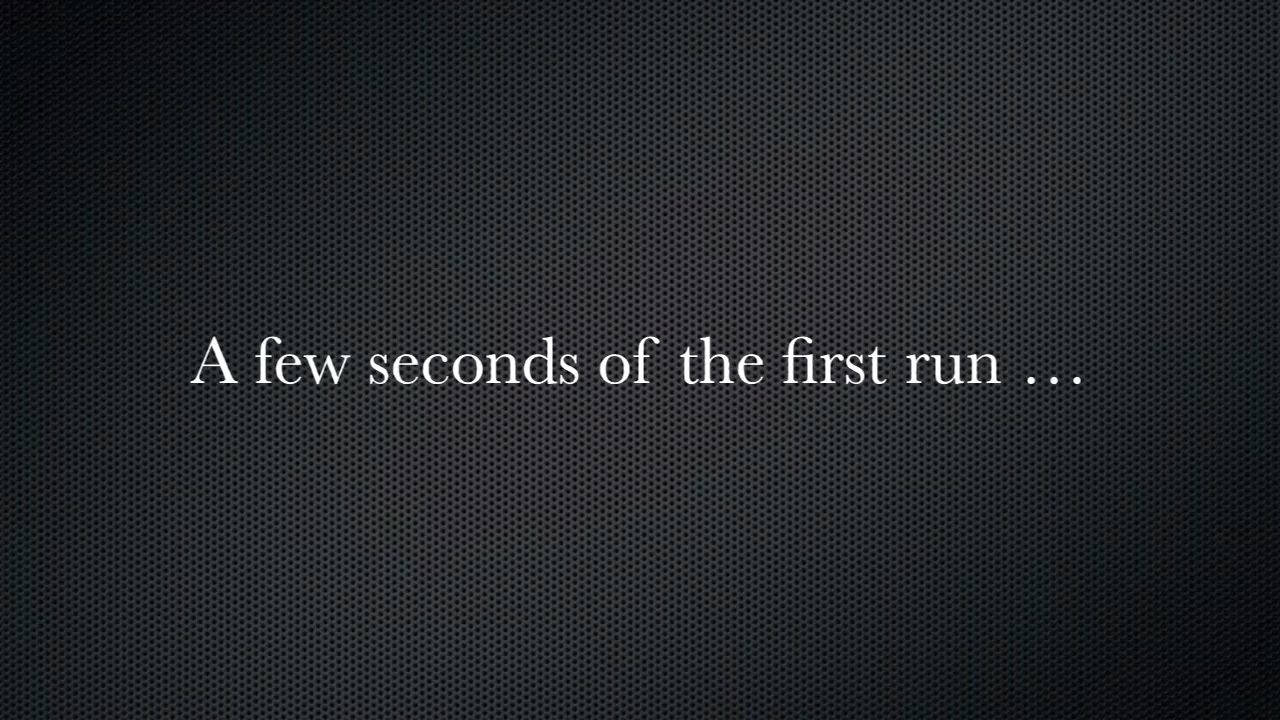 A few seconds of the first run …